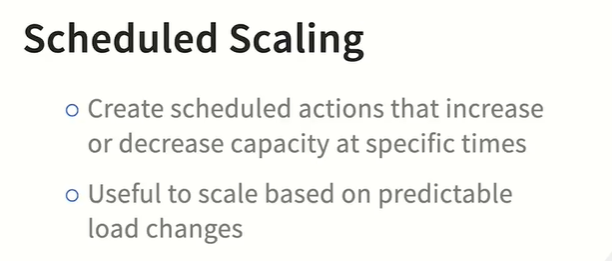 Scheduled Scaling
○ Create scheduled actions that increase
or decrease capacity at specific times
○ Useful to scale based on predictable
load changes